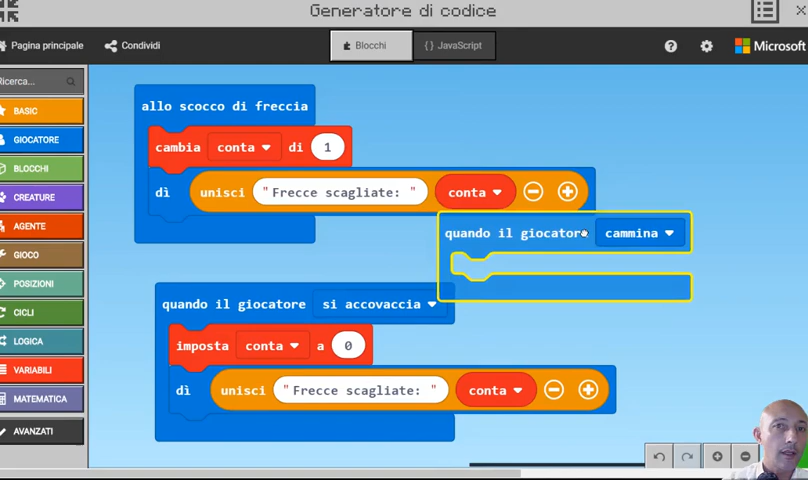 Generatore di codice
Pagina principale
Condividi
Blocchi
{ } JavaScript
?
Microsoft
Ricerca...
BASIC
GIOCATORE
BLOCCHI
CREATURE
AGENTE
GIOCO
POSIZIONI
CICLI
LOGICA
VARIABILI
MATEMATICA
AVANZATI
allo scocco di freccia
cambia conta di 1
dì unisci "Frecce scagliate: " conta
quando il giocatore cammina
quando il giocatore si accovaccia
imposta conta a 0
dì unisci "Frecce scagliate: " conta